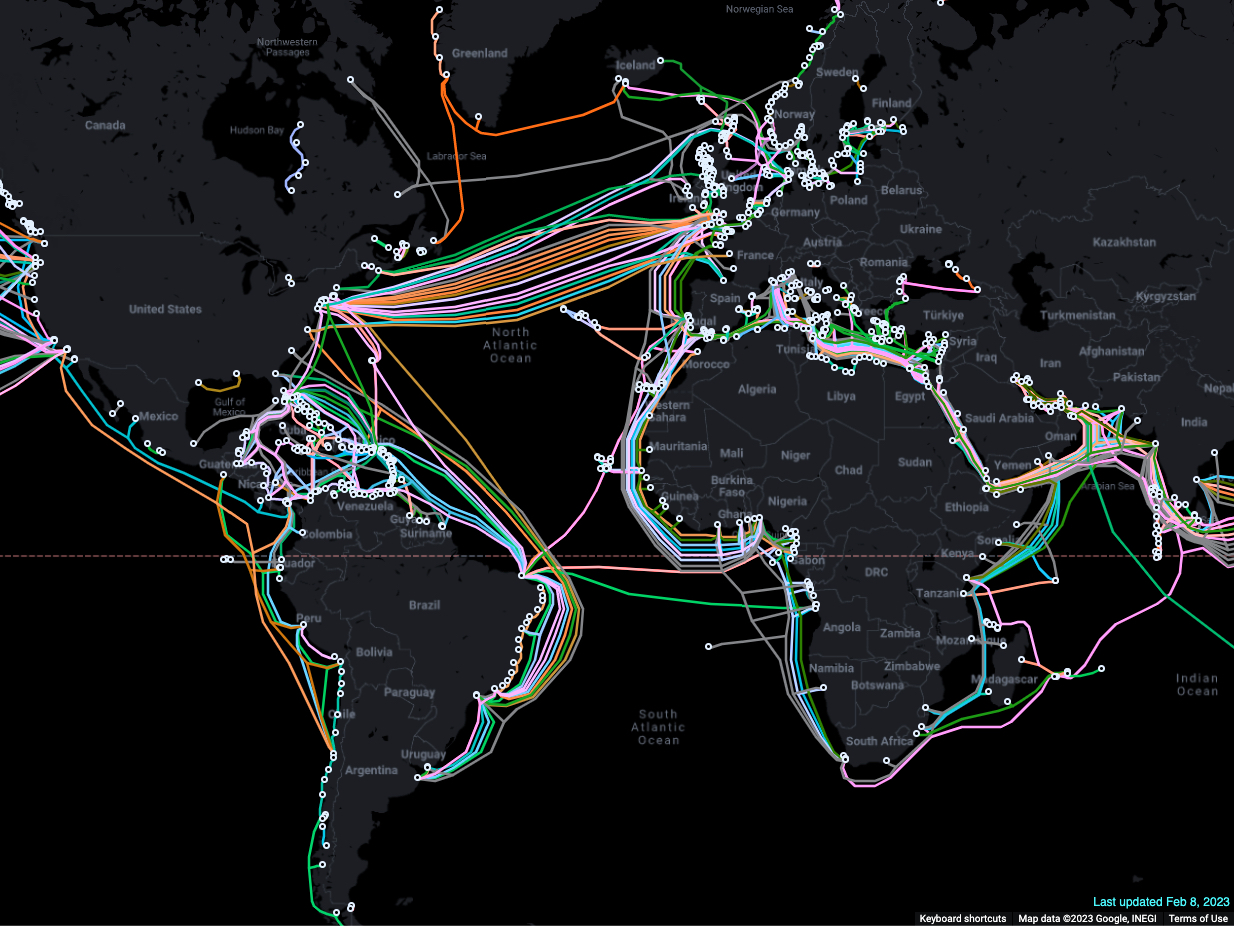 Norwegian Sea
Northwestern
Passages
Greenland
Iceland
Sweden
Finland
Canada
Hudson Bay
Norway
Labrador Sea
United
Kingdom
Belarus
Poland
Germany
Ukraine
Austria
Kazakhstan
France
Romania
Italy
Spain
Kyrgyzstan
United States
North
Atlantic
Ocean
Türkiye
Turkmenistan
Syria
Afghanistan
Tunisia
Iraq
Iran
Morocco
Pakistan
Nepal
Algeria
Libya
Egypt
Gulf of
Mexico
Western
Sahara
Mexico
Cuba
Saudi Arabia
India
Oman
Mauritania
Mali
Niger
Chad
Sudan
Yemen
Burkina
Faso
Arabian Sea
Guinea
Nigeria
Ghana
Venezuela
Ethiopia
Guyana
Suriname
Colombia
Somalia
Kenya
Gabon
DRC
Ecuador
Tanzania
Brazil
Peru
Angola
Zambia
Mozambique
Bolivia
Namibia
Zimbabwe
Botswana
Madagascar
Indian
Ocean
Paraguay
Chile
South
Atlantic
Ocean
South Africa
Uruguay
Argentina
Last updated Feb 8, 2023
Keyboard shortcuts Map data ©2023 Google, INEGI Terms of Use